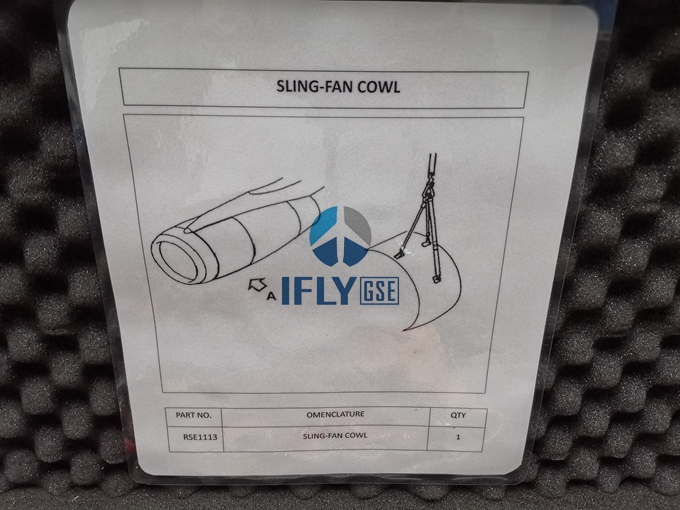 SLING-FAN COWL
A
IFLY GSE
PART NO. OMENCLATURE QTY
RSE1113 SLING-FAN COWL 1